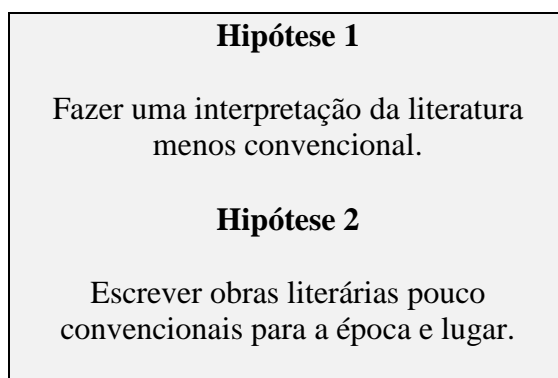 Hipótese 1
Fazer uma interpretação da literatura
menos convencional.
Hipótese 2
Escrever obras literárias pouco
convencionais para a época e lugar.